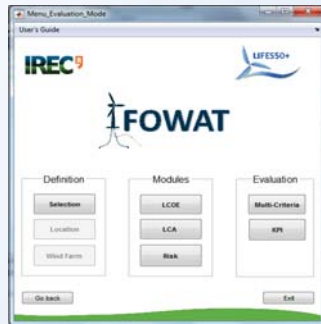 Menu_Evaluation_Mode
User's Guide
IREC9
LIFES50+
FOWAT
Definition
Modules
Evaluation
Selection
LCOE
Multi-Criteria
Location
LCA
KPI
Wind Farm
Risk
Go back
Exit